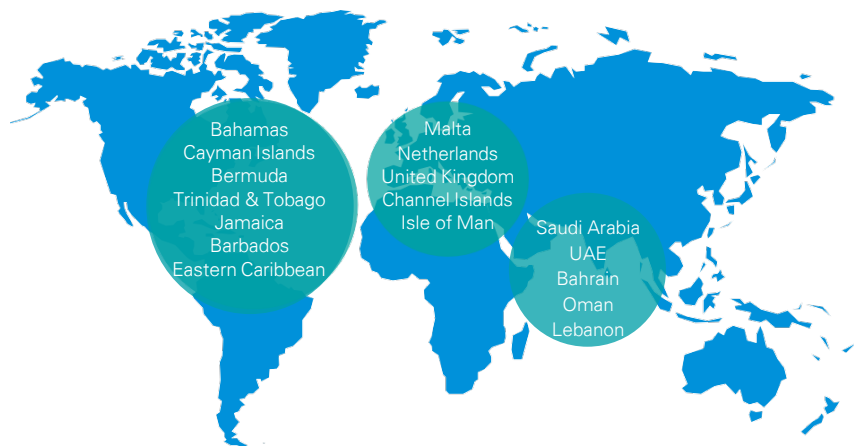 Bahamas
Cayman Islands
Bermuda
Trinidad & Tobago
Jamaica
Barbados
Eastern Caribbean
Malta
Netherlands
United Kingdom
Channel Islands
Isle of Man
Saudi Arabia
UAE
Bahrain
Oman
Lebanon